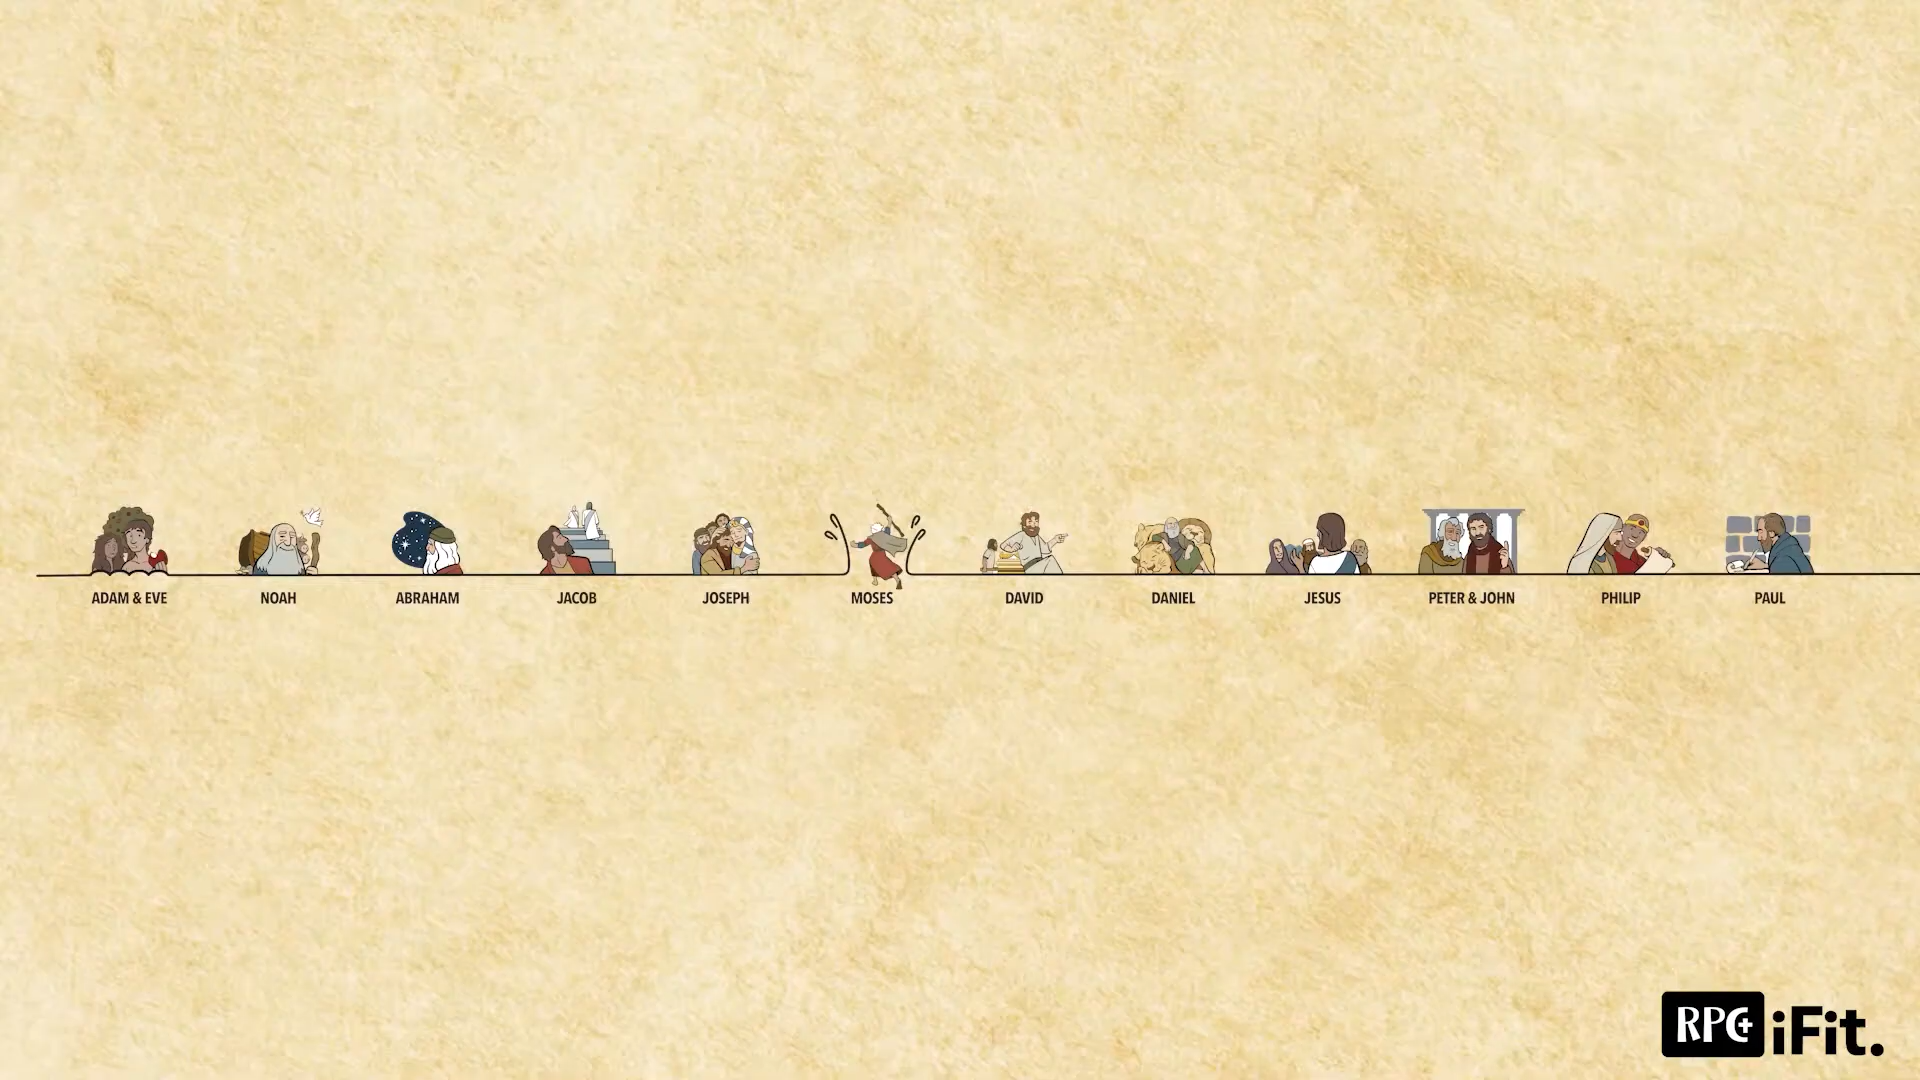 ADAM & EVE
NOAH
ABRAHAM
JACOB
JOSEPH
MOSES
DAVID
DANIEL
JESUS
PETER & JOHN
PHILIP
PAUL
RPG iFit.